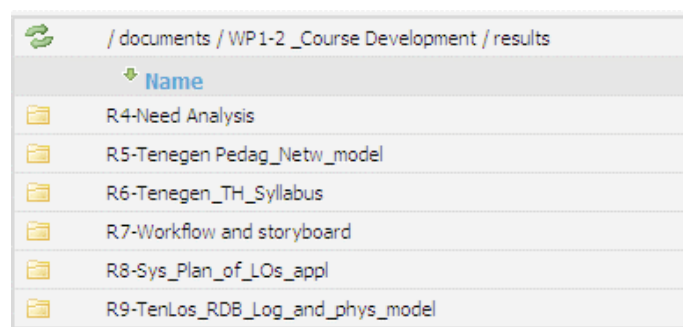 / documents / WP1-2 _Course Development / results
Name
R4-Need Analysis
R5-Tenegen Pedag_Netw_model
R6-Tenegen_TH_Syllabus
R7-Workflow and storyboard
R8-Sys_Plan_of_LOs_appl
R9-TenLos_RDB_Log_and_phys_model